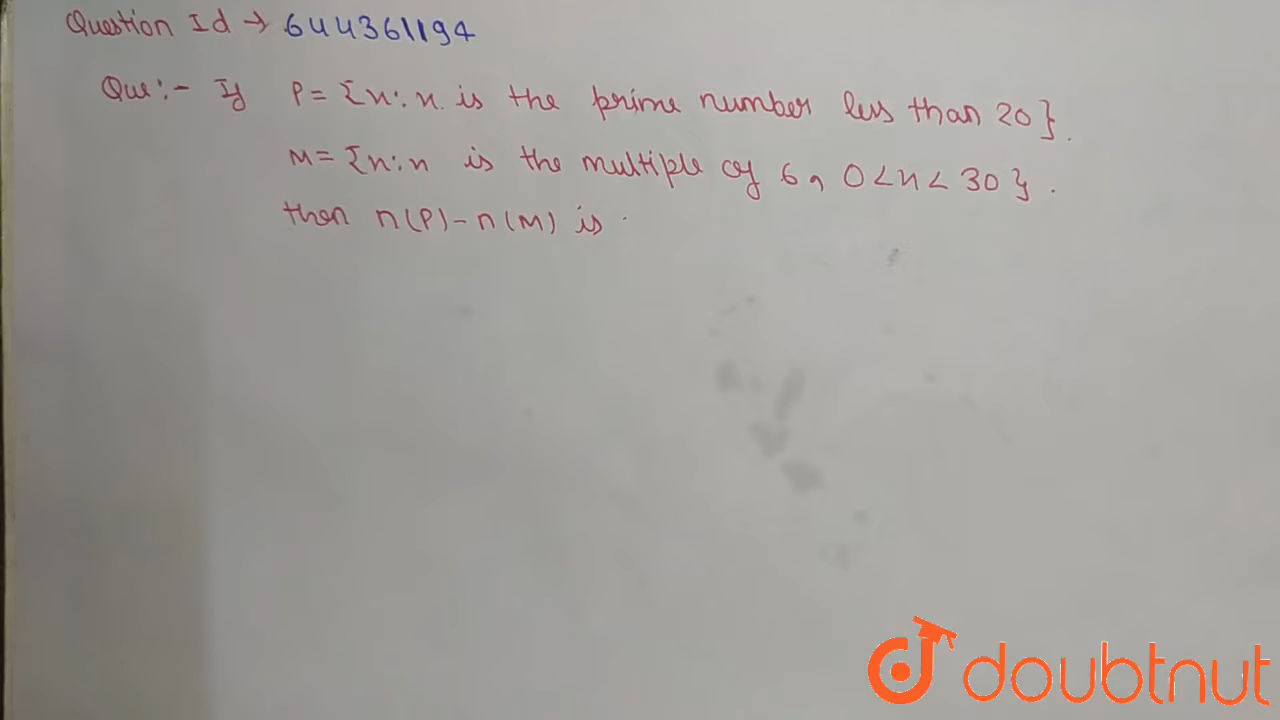 Question Id → 644361194
Que:- If P = {x : x is the prime number less than 20}.
M = {x : x is the multiple of 6, 0 < x < 30}.
then n(P) - n(M) is
doubtnut